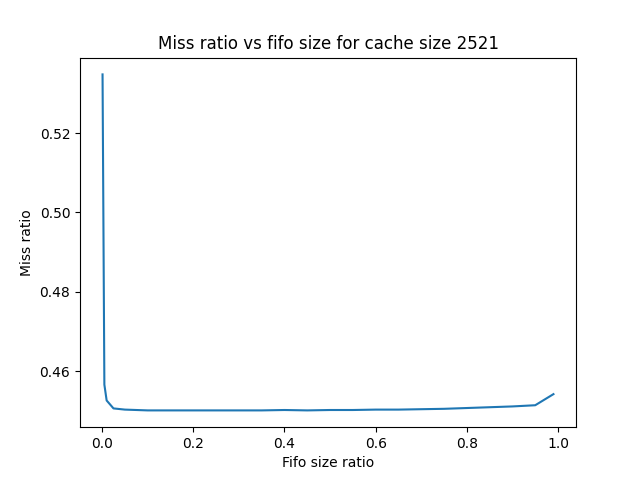 Miss ratio vs fifo size for cache size 2521
0.52
0.50
0.48
0.46
Miss ratio
0.0 0.2 0.4 0.6 0.8 1.0
Fifo size ratio